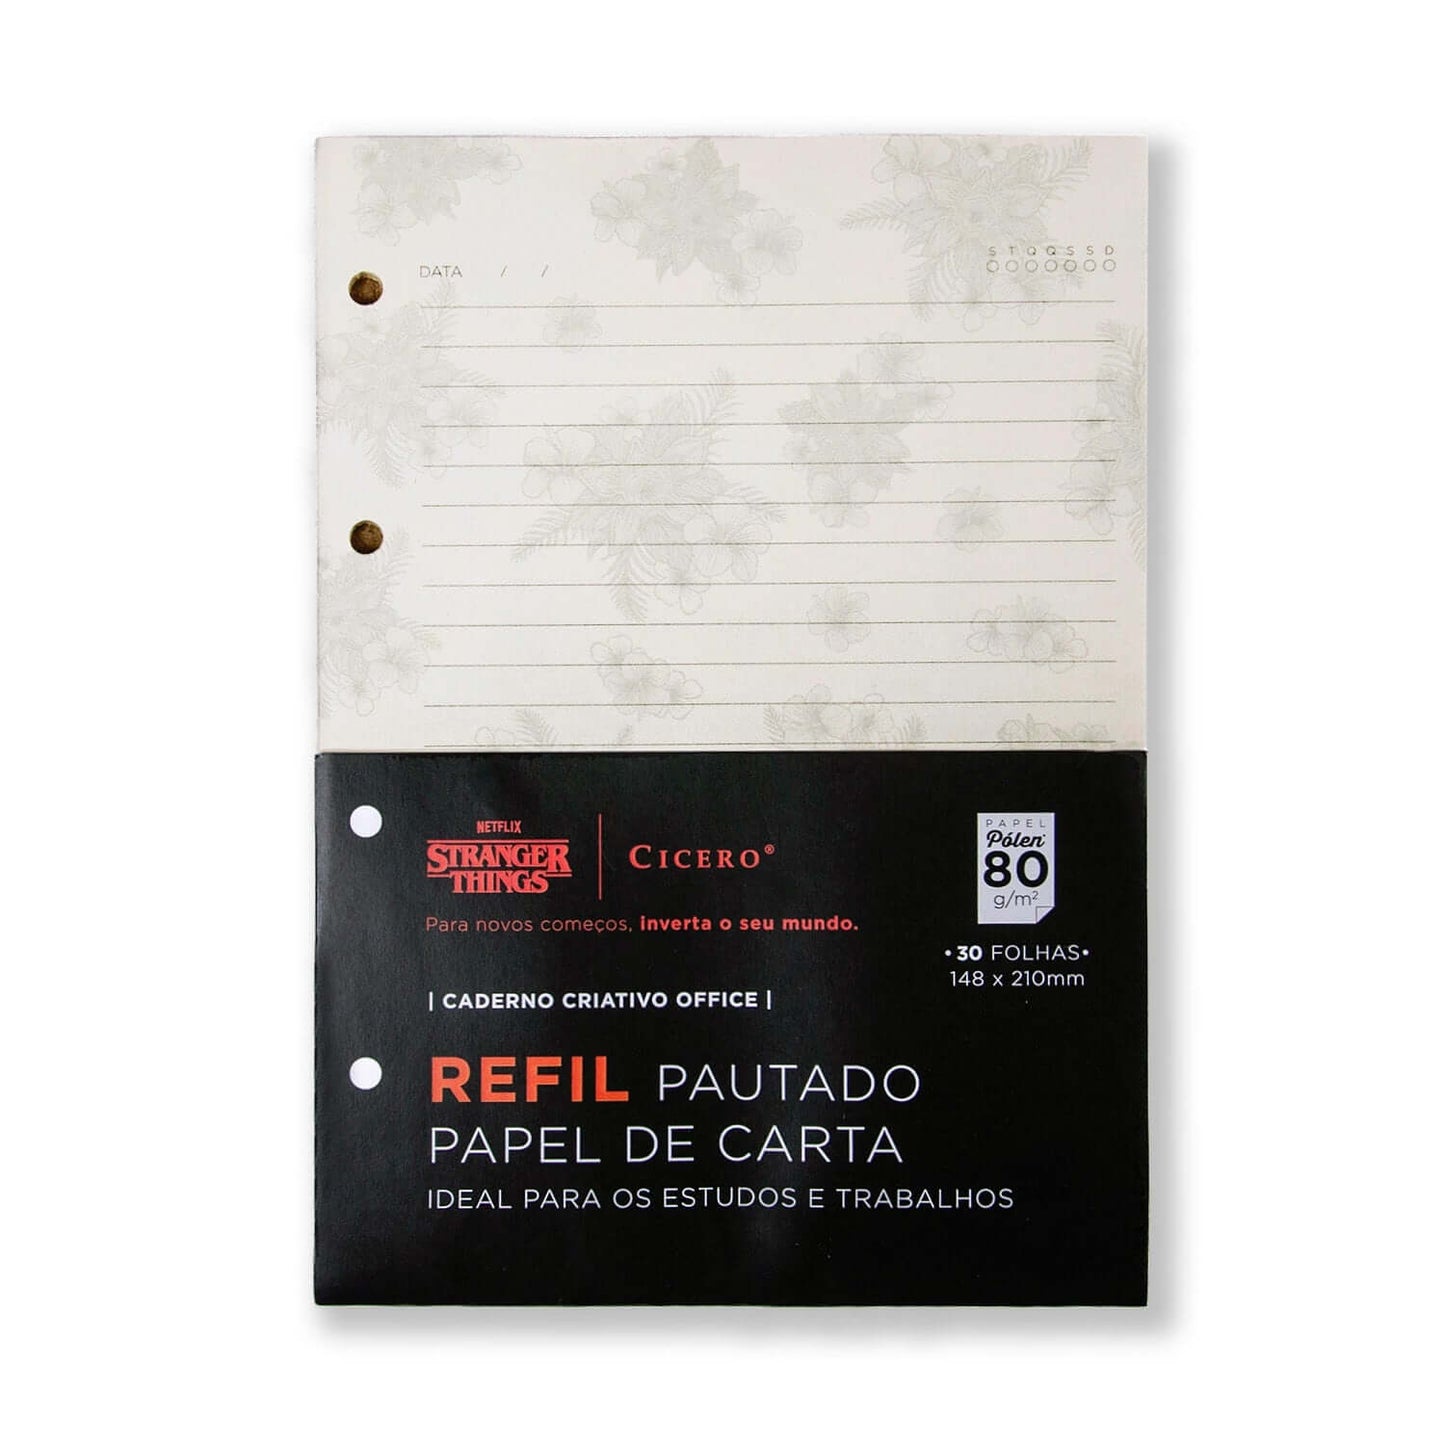 DATA / /
S T Q Q S S D
NETFLIX
STRANGER
THINGS
CICERO®
Para novos começos, inverta o seu mundo.
PAPEL
Pólen®
80
g/m²
•30 FOLHAS•
148 x 210mm
| CADERNO CRIATIVO OFFICE |
REFIL PAUTADO
PAPEL DE CARTA
IDEAL PARA OS ESTUDOS E TRABALHOS